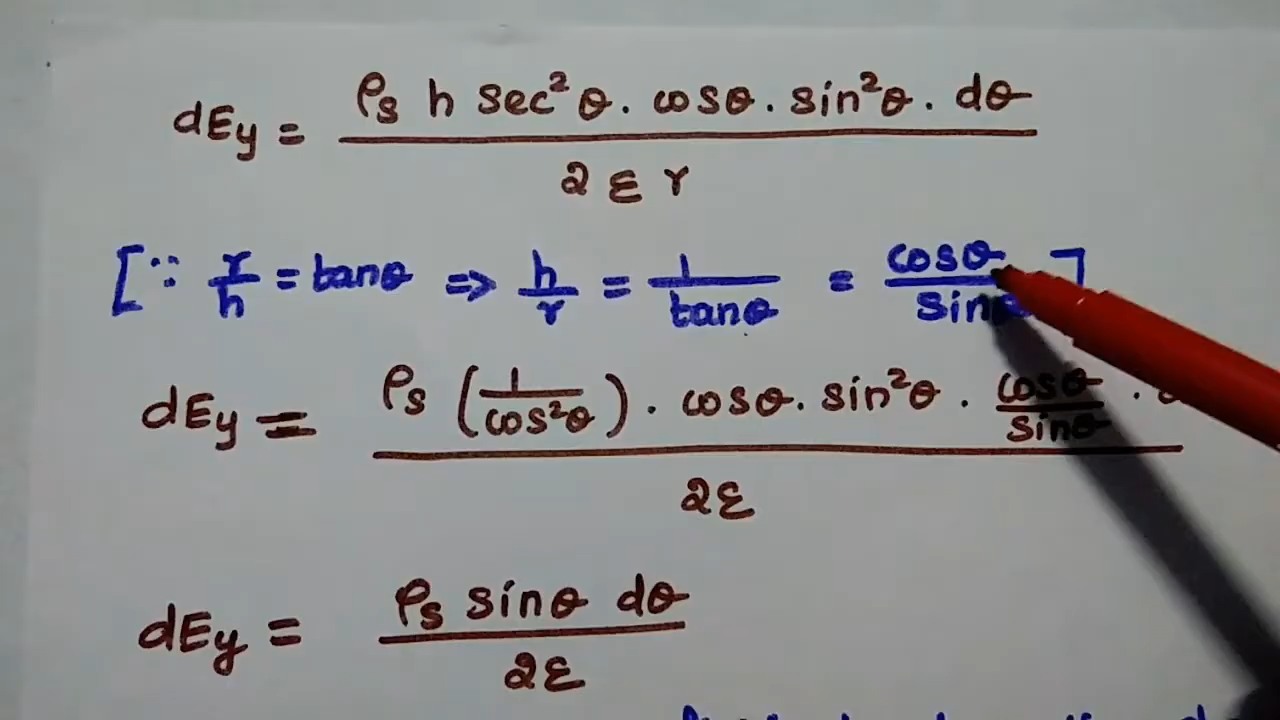 dEy = ρs h sec²θ . cosθ . sin²θ . dθ / 2 ε r
[∵ r/h = tanθ ⇒ h/r = 1/tanθ = cosθ/sinθ ]
dEy = ρs (1/cos²θ) . cosθ . sin²θ . cosθ/sinθ . / 2ε
dEy = ρs sinθ dθ / 2ε